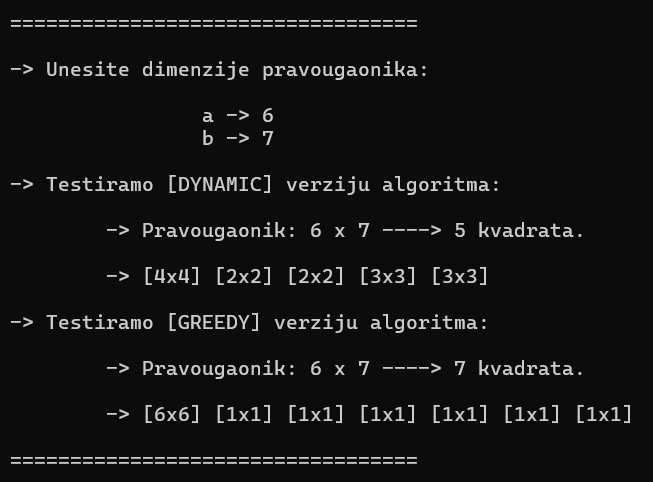 ==================================
-> Unesite dimenzije pravougaonika:
a -> 6
b -> 7
-> Testiramo [DYNAMIC] verziju algoritma:
-> Pravougaonik: 6 x 7 ----> 5 kvadrata.
-> [4x4] [2x2] [2x2] [3x3] [3x3]
-> Testiramo [GREEDY] verziju algoritma:
-> Pravougaonik: 6 x 7 ----> 7 kvadrata.
-> [6x6] [1x1] [1x1] [1x1] [1x1] [1x1] [1x1]
==================================